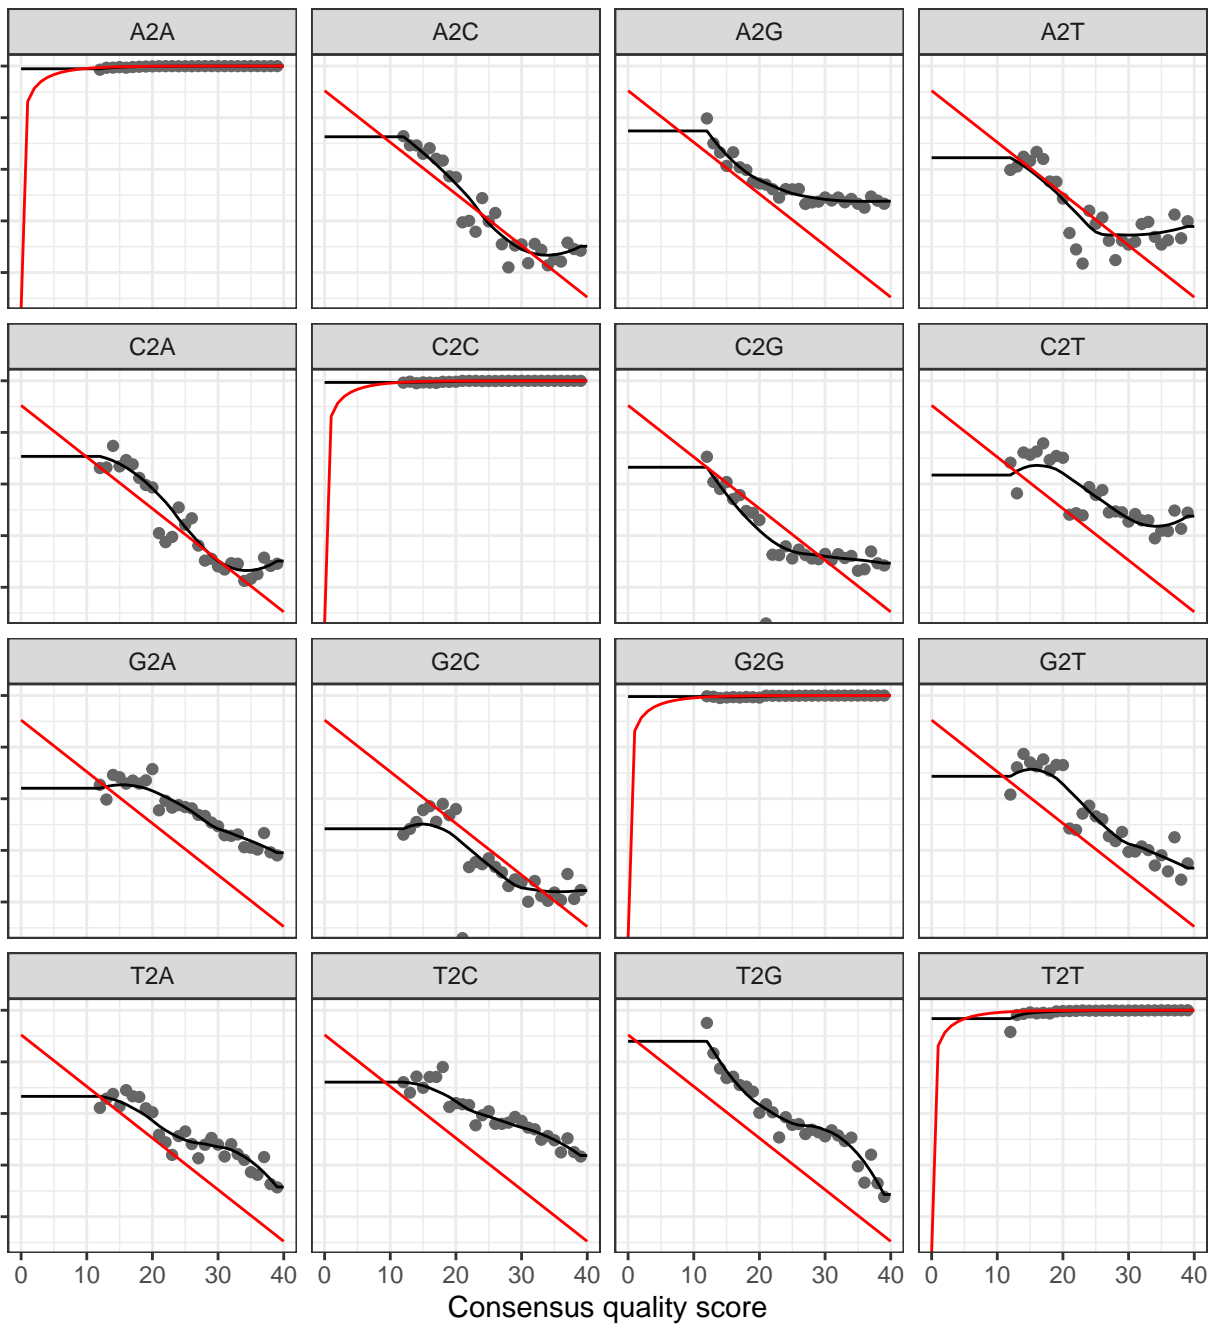 A2A A2C A2G A2T
C2A C2C C2G C2T
G2A G2C G2G G2T
T2A T2C T2G T2T
0 10 20 30 40 0 10 20 30 40 0 10 20 30 40 0 10 20 30 40
Consensus quality score